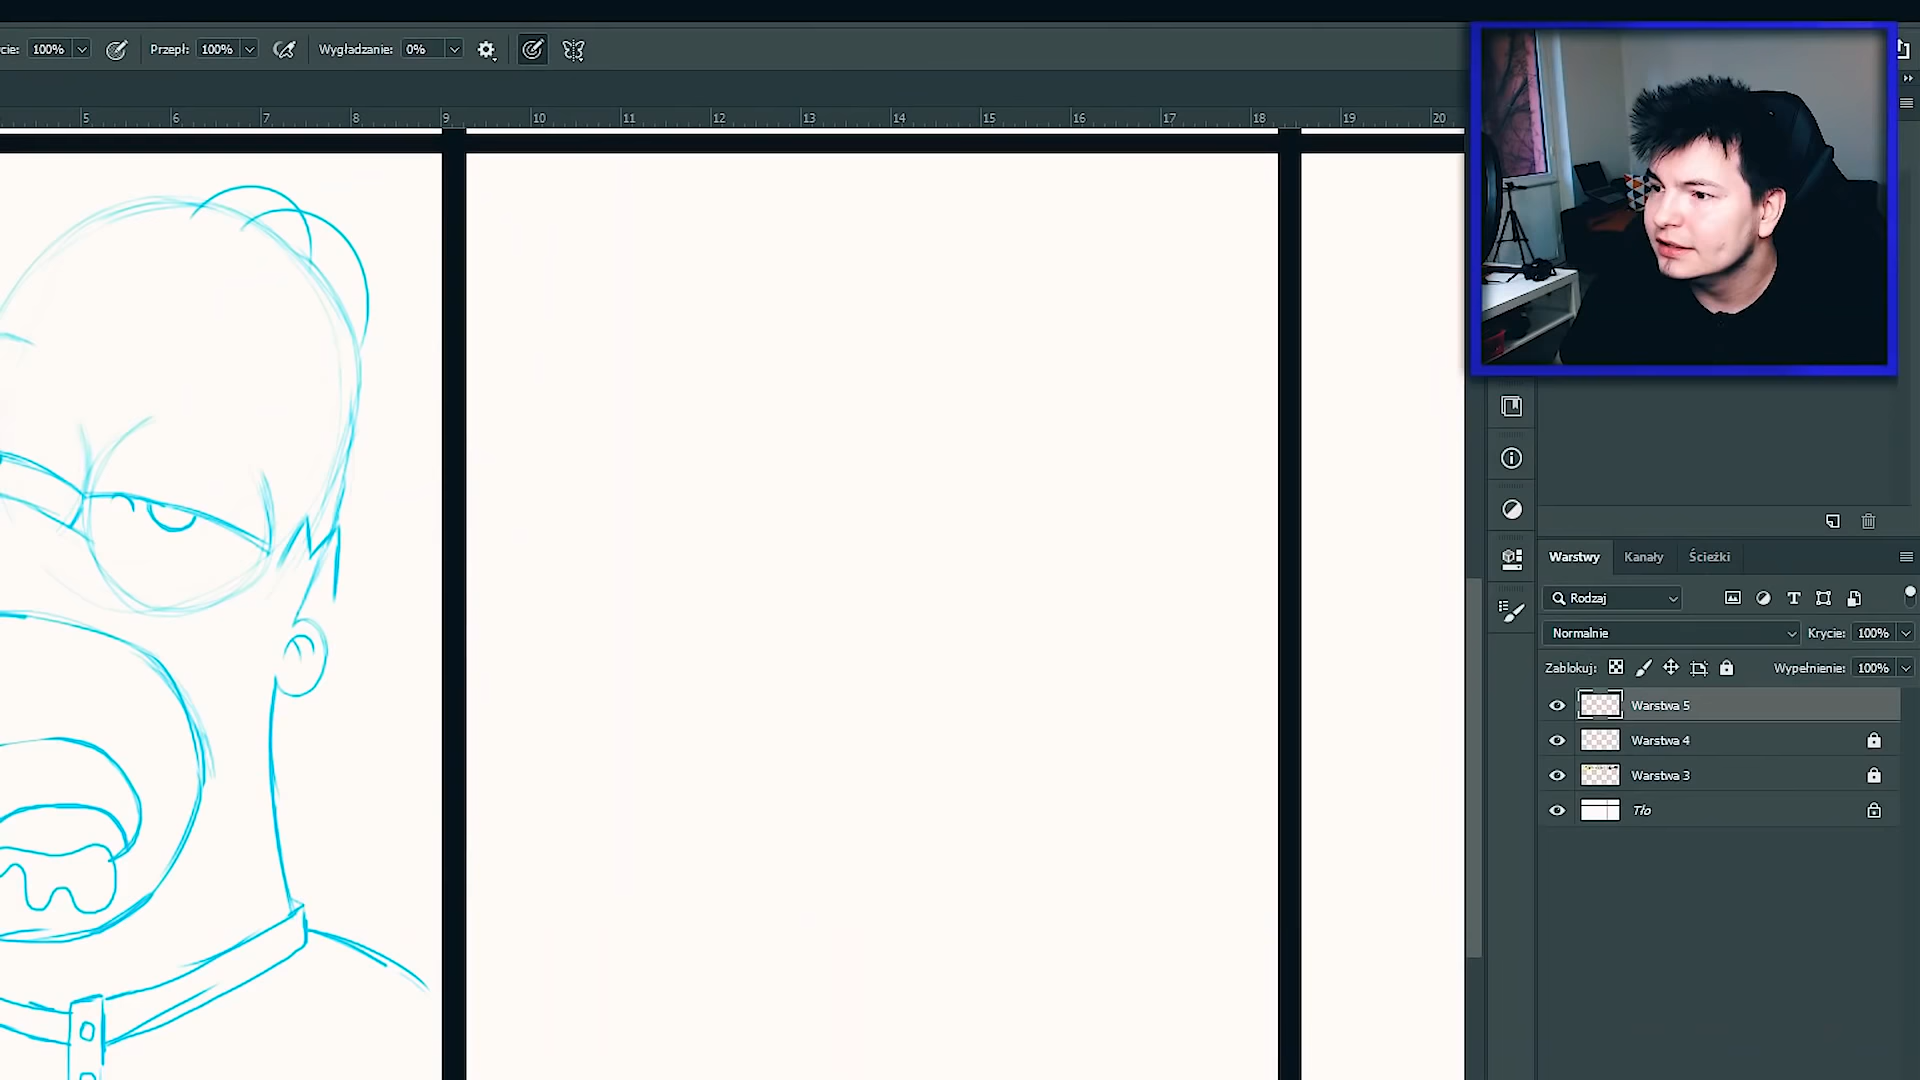 cie: 100% Przepł: 100% Wygładzanie: 0%
5 6 7 8 9 10 11 12 13 14 15 16 17 18 19 20
Warstwy Kanały Ścieżki
Rodzaj
Normalnie Krycie: 100%
Zablokuj: Wypełnienie: 100%
Warstwa 5
Warstwa 4
Warstwa 3
Tło